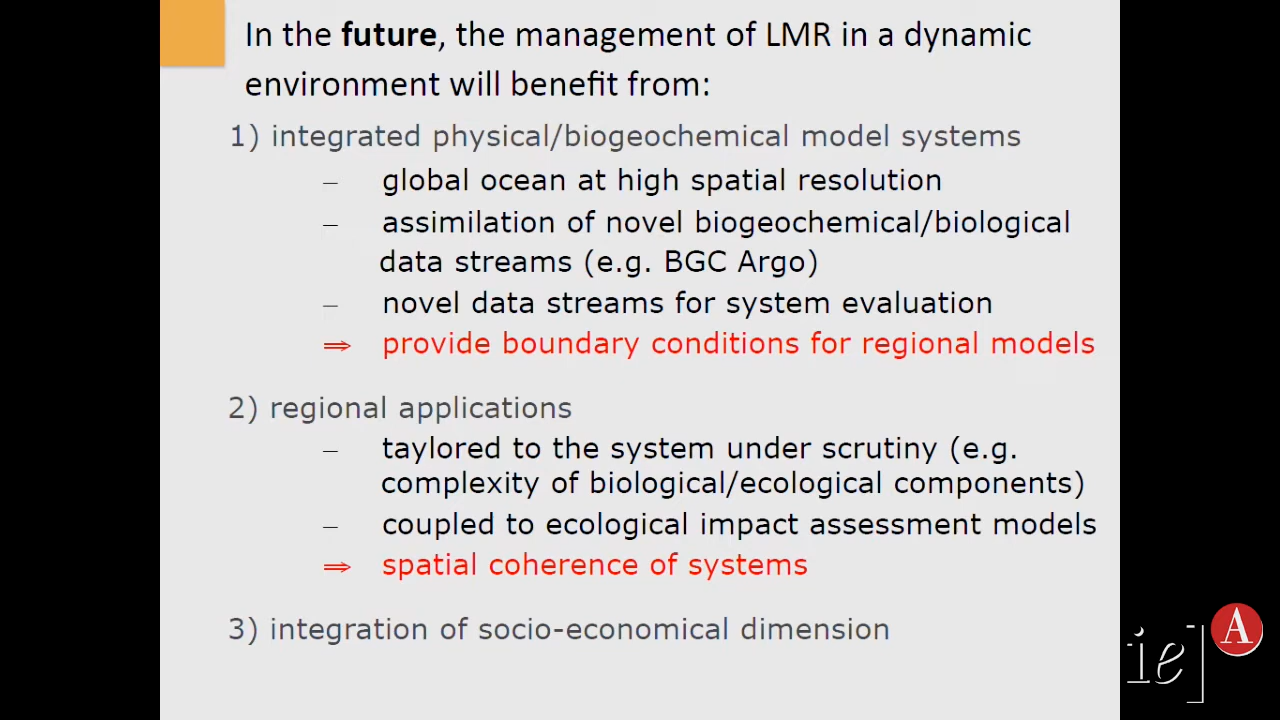 In the future, the management of LMR in a dynamic
environment will benefit from:
1) integrated physical/biogeochemical model systems
– global ocean at high spatial resolution
– assimilation of novel biogeochemical/biological
data streams (e.g. BGC Argo)
– novel data streams for system evaluation
⇒ provide boundary conditions for regional models
2) regional applications
– taylored to the system under scrutiny (e.g.
complexity of biological/ecological components)
– coupled to ecological impact assessment models
⇒ spatial coherence of systems
3) integration of socio-economical dimension
A
ie]